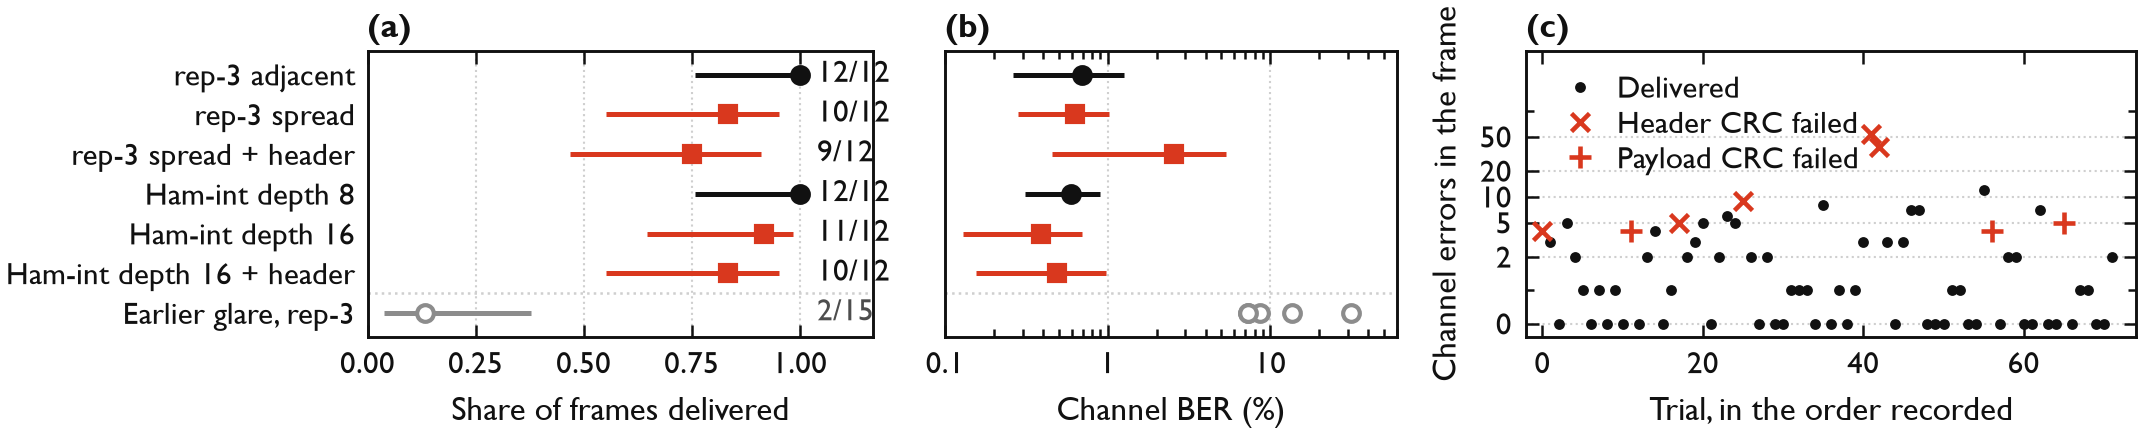 (a)
rep-3 adjacent
rep-3 spread
rep-3 spread + header
Ham-int depth 8
Ham-int depth 16
Ham-int depth 16 + header
Earlier glare, rep-3
12/12
10/12
9/12
12/12
11/12
10/12
2/15
0.00 0.25 0.50 0.75 1.00
Share of frames delivered
(b)
0.1 1 10
Channel BER (%)
(c)
Channel errors in the frame
50
20
10
5
2
0
Delivered
Header CRC failed
Payload CRC failed
0 20 40 60
Trial, in the order recorded